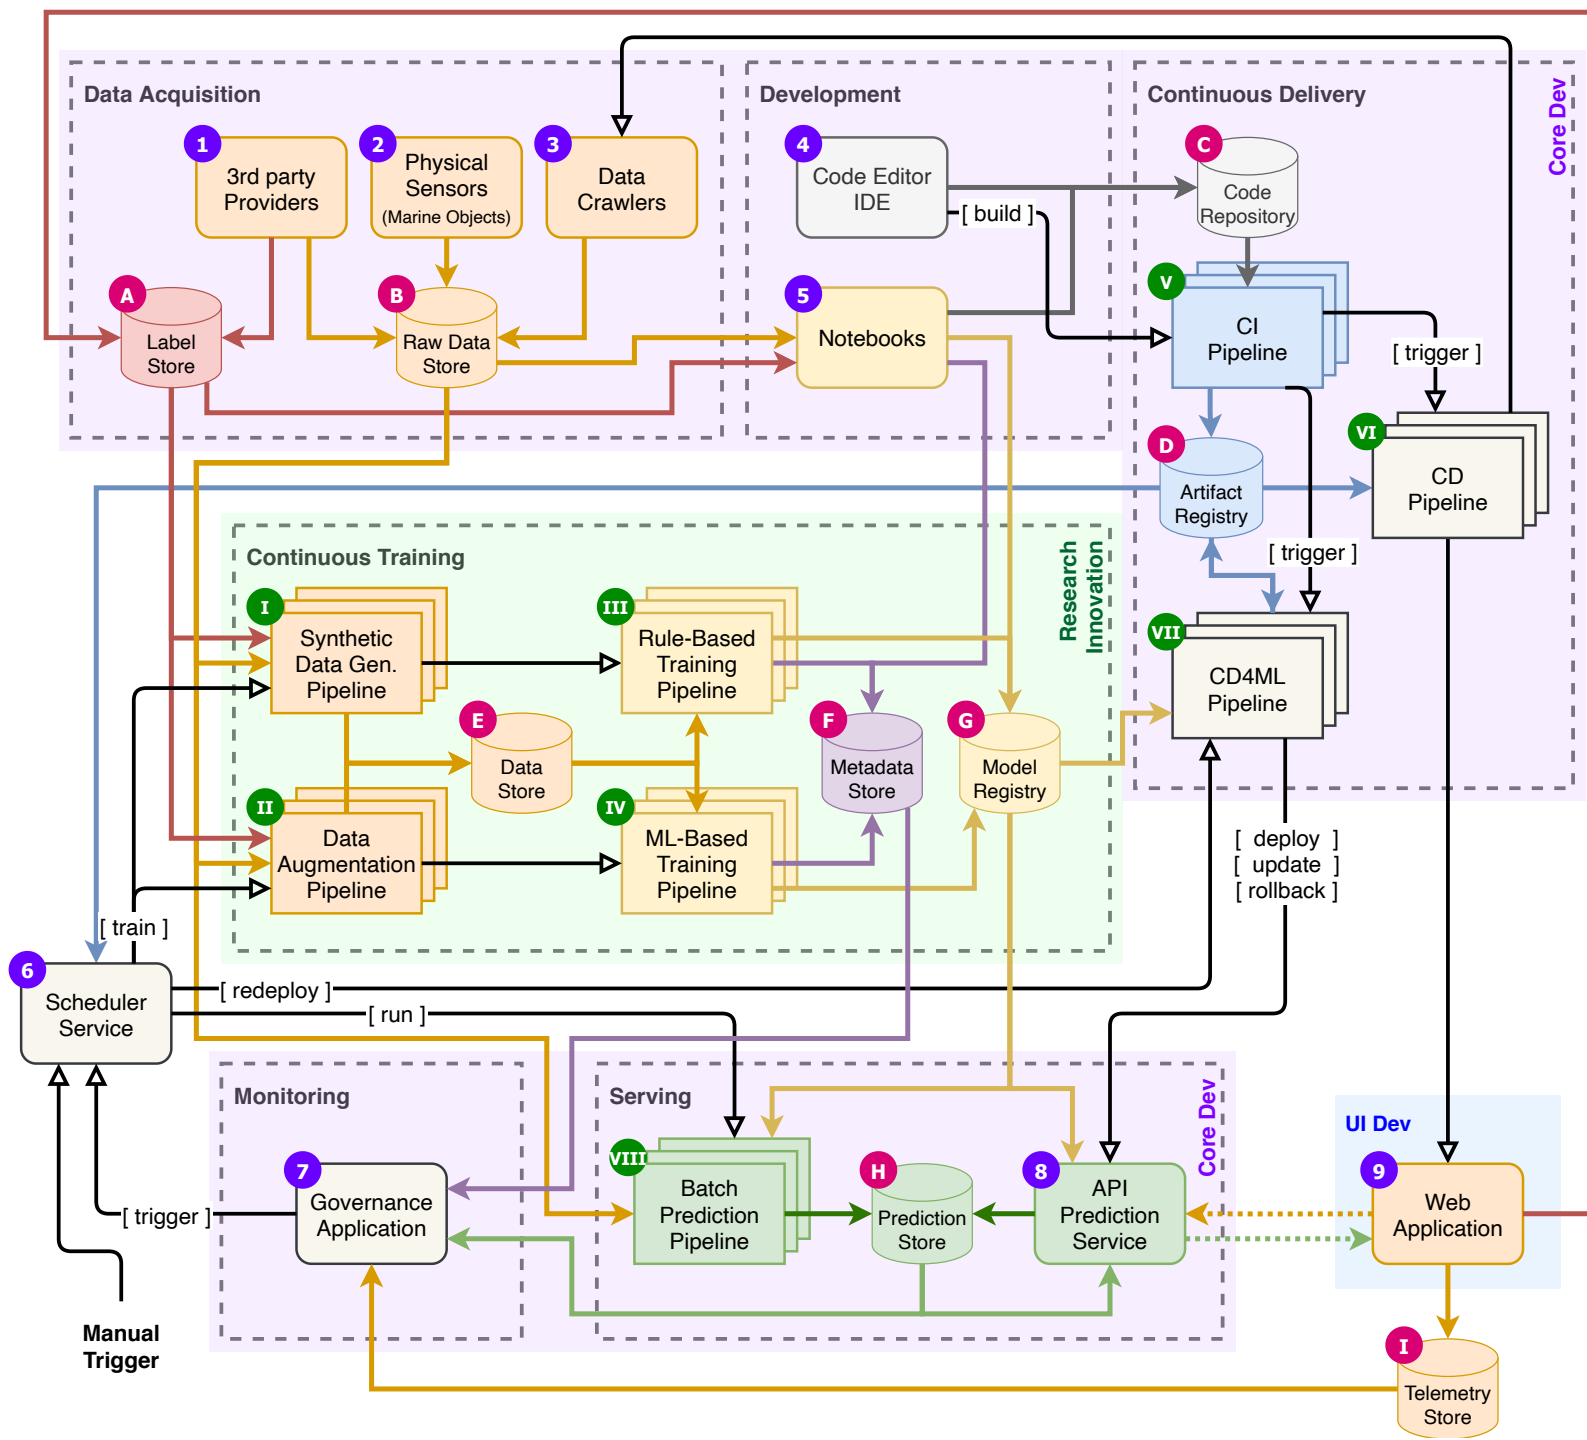 Data Acquisition
Development
Continuous Delivery
Core Dev
1
3rd party
Providers
2
Physical
Sensors
(Marine Objects)
3
Data
Crawlers
4
Code Editor
IDE
[ build ]
C
Code
Repository
A
Label
Store
B
Raw Data
Store
5
Notebooks
V
CI
Pipeline
[ trigger ]
VI
CD
Pipeline
D
Artifact
Registry
[ trigger ]
Continuous Training
Research
Innovation
I
Synthetic
Data Gen.
Pipeline
III
Rule-Based
Training
Pipeline
VII
CD4ML
Pipeline
E
Data
Store
F
Metadata
Store
G
Model
Registry
II
Data
Augmentation
Pipeline
IV
ML-Based
Training
Pipeline
[ deploy ]
[ update ]
[ rollback ]
[ train ]
6
Scheduler
Service
[ redeploy ]
[ run ]
Monitoring
Serving
Core Dev
UI Dev
7
Governance
Application
[ trigger ]
VIII
Batch
Prediction
Pipeline
H
Prediction
Store
8
API
Prediction
Service
9
Web
Application
Manual
Trigger
I
Telemetry
Store